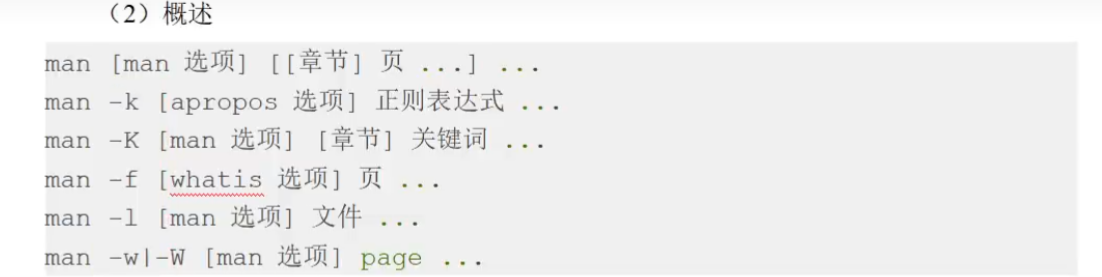 （2）概述
man [man 选项] [[章节] 页 ...] ...
man -k [apropos 选项] 正则表达式 ...
man -K [man 选项] [章节] 关键词 ...
man -f [whatis 选项] 页 ...
man -l [man 选项] 文件 ...
man -w|-W [man 选项] page ...